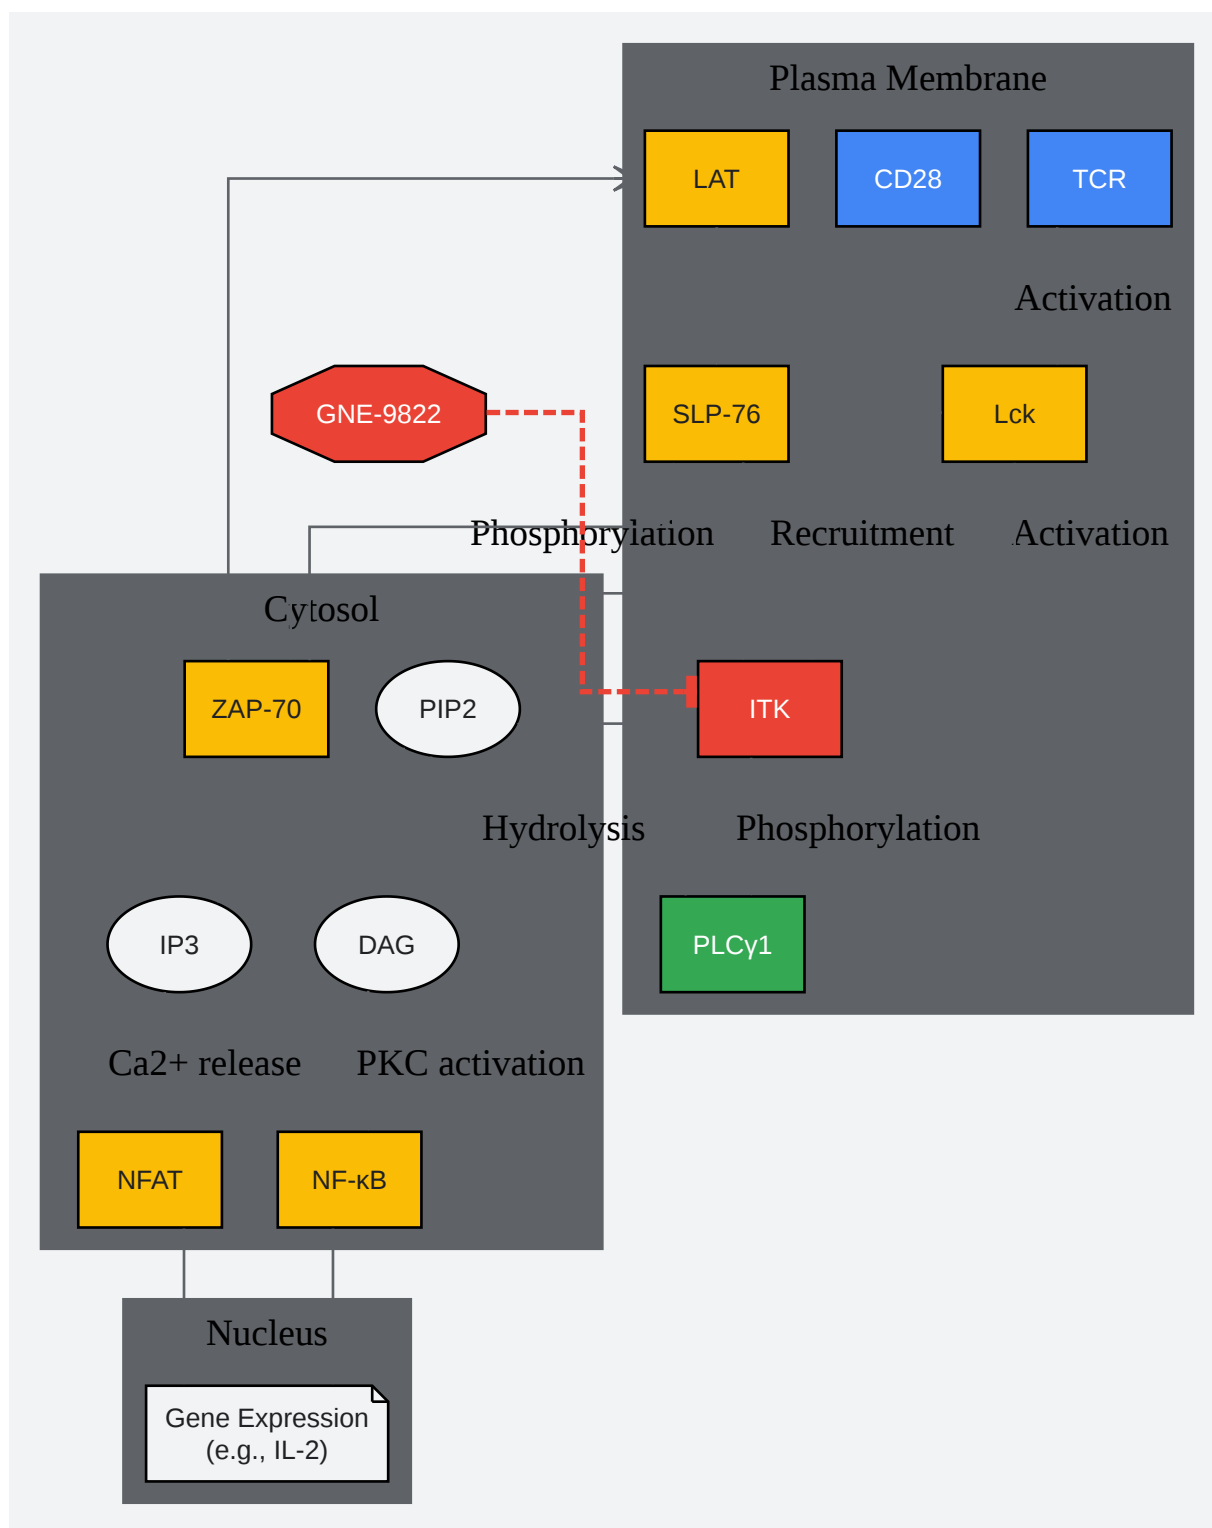 Plasma Membrane
LAT
CD28
TCR
Activation
GNE-9822
SLP-76
Lck
Phosphorylation
Recruitment
Activation
Cytosol
ZAP-70
PIP2
ITK
Hydrolysis
Phosphorylation
IP3
DAG
PLCγ1
Ca2+ release
PKC activation
NFAT
NF-κB
Nucleus
Gene Expression
(e.g., IL-2)